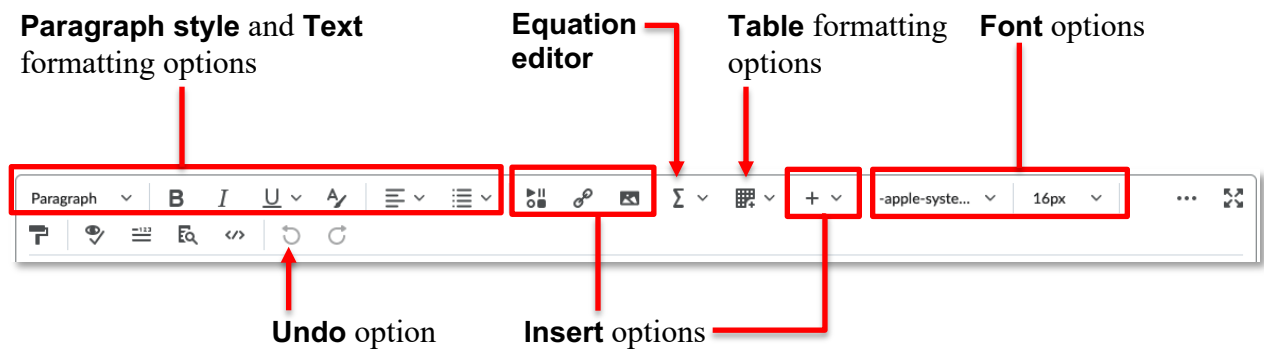 Paragraph style and Text
formatting options
Equation
editor
Table formatting
options
Font options
Paragraph B I U A
-apple-syste... 16px ...
123 </>
Undo option
Insert options